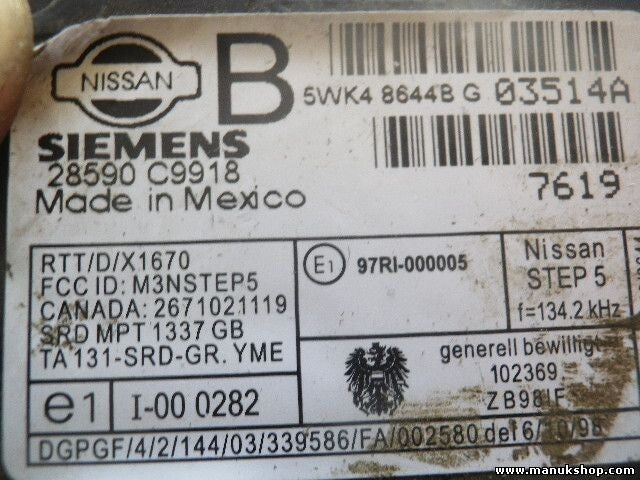 NISSAN
B
5WK4 8644B G 03514A
SIEMENS
28590 C9918
7619
Made in Mexico
RTT/D/X1670
FCC ID: M3NSTEP5
CANADA: 2671021119
SRD MPT 1337 GB
TA 131-SRD-GR. YME
E1 97RI-000005
Nissan
STEP 5
f=134.2 kHz
generell bewilligt
102369
e1 I-00 0282
DGPGF/4/2/144/03/339586/FA/002580 del 6/10/98
www.manukshop.com